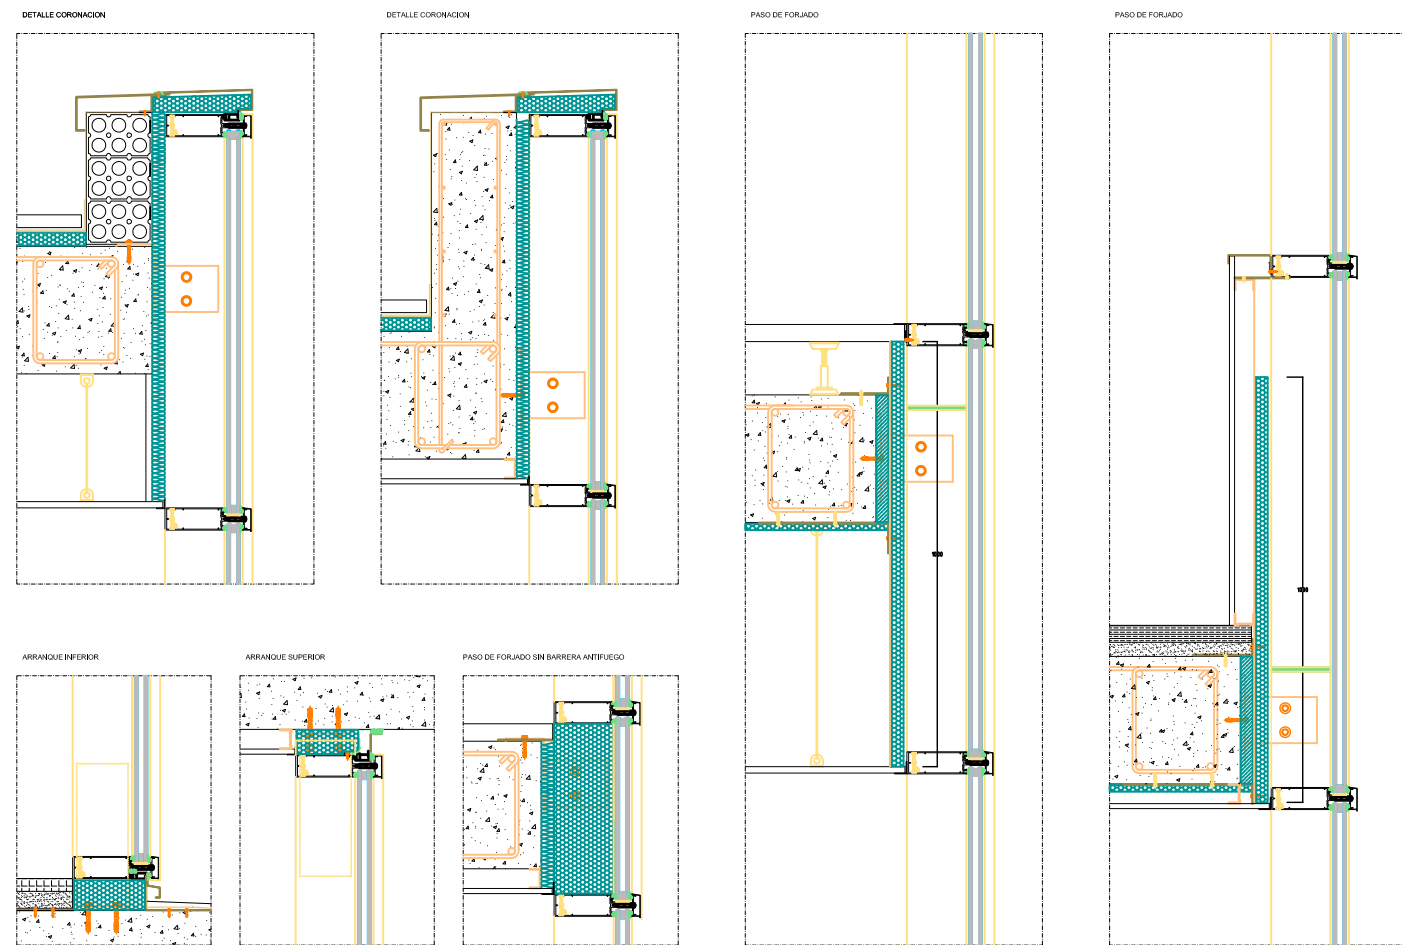 DETALLE CORONACION
DETALLE CORONACION
PASO DE FORJADO
PASO DE FORJADO
ARRANQUE INFERIOR
ARRANQUE SUPERIOR
PASO DE FORJADO SIN BARRERA ANTIFUEGO